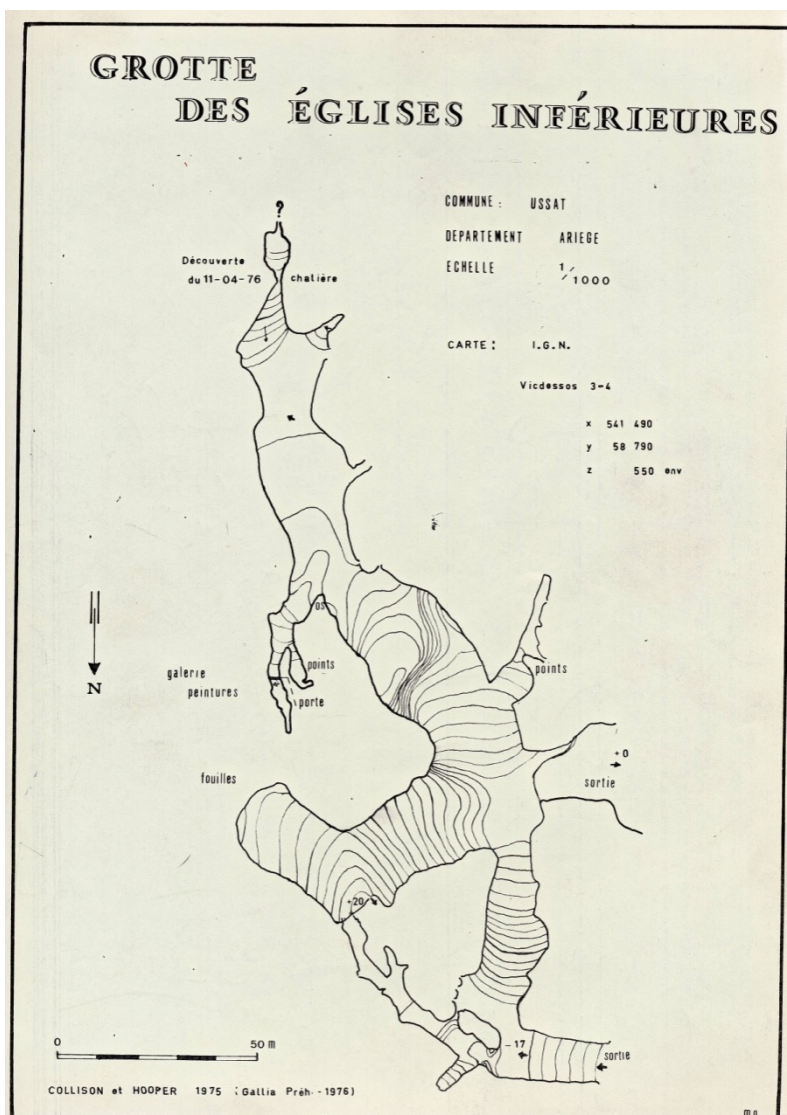 GROTTE
DES ÉGLISES INFÉRIEURES
COMMUNE : USSAT
DEPARTEMENT ARIEGE
ECHELLE 1/1000
CARTE : I.G.N.
Vicdessos 3-4
x 541 490
y 58 790
z 550 env
?
Découverte
du 11-04-76 chatière
os
points
galerie
peintures
porte
N
points
+0
sortie
fouilles
+20
-17
sortie
0 50 m
COLLISON et HOOPER 1975 (Gallia Préh.-1976)